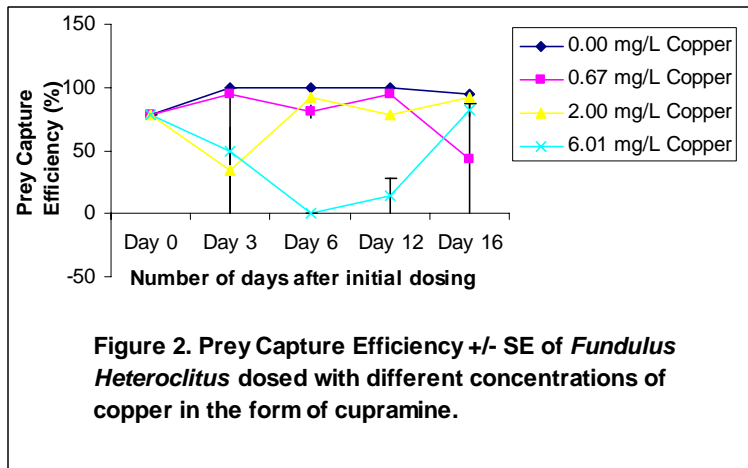 150
100
50
0
-50
Prey Capture
Efficiency (%)
Day 0 Day 3 Day 6 Day 12 Day 16
Number of days after initial dosing
0.00 mg/L Copper
0.67 mg/L Copper
2.00 mg/L Copper
6.01 mg/L Copper
Figure 2. Prey Capture Efficiency +/- SE of Fundulus
Heteroclitus dosed with different concentrations of
copper in the form of cupramine.